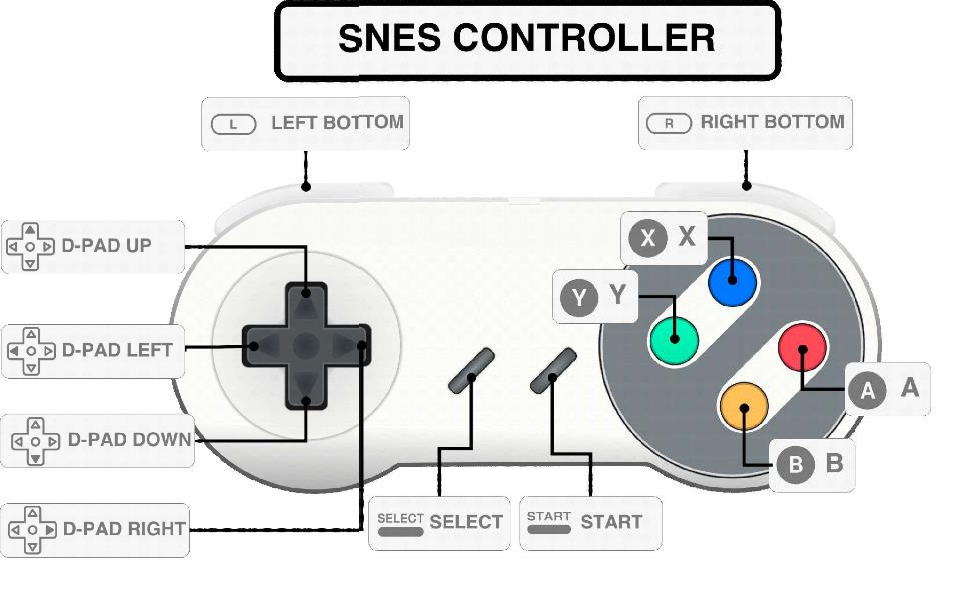 SNES CONTROLLER
L LEFT BOTTOM
R RIGHT BOTTOM
D-PAD UP
X X
Y Y
D-PAD LEFT
A A
D-PAD DOWN
B B
D-PAD RIGHT
SELECT SELECT
START START